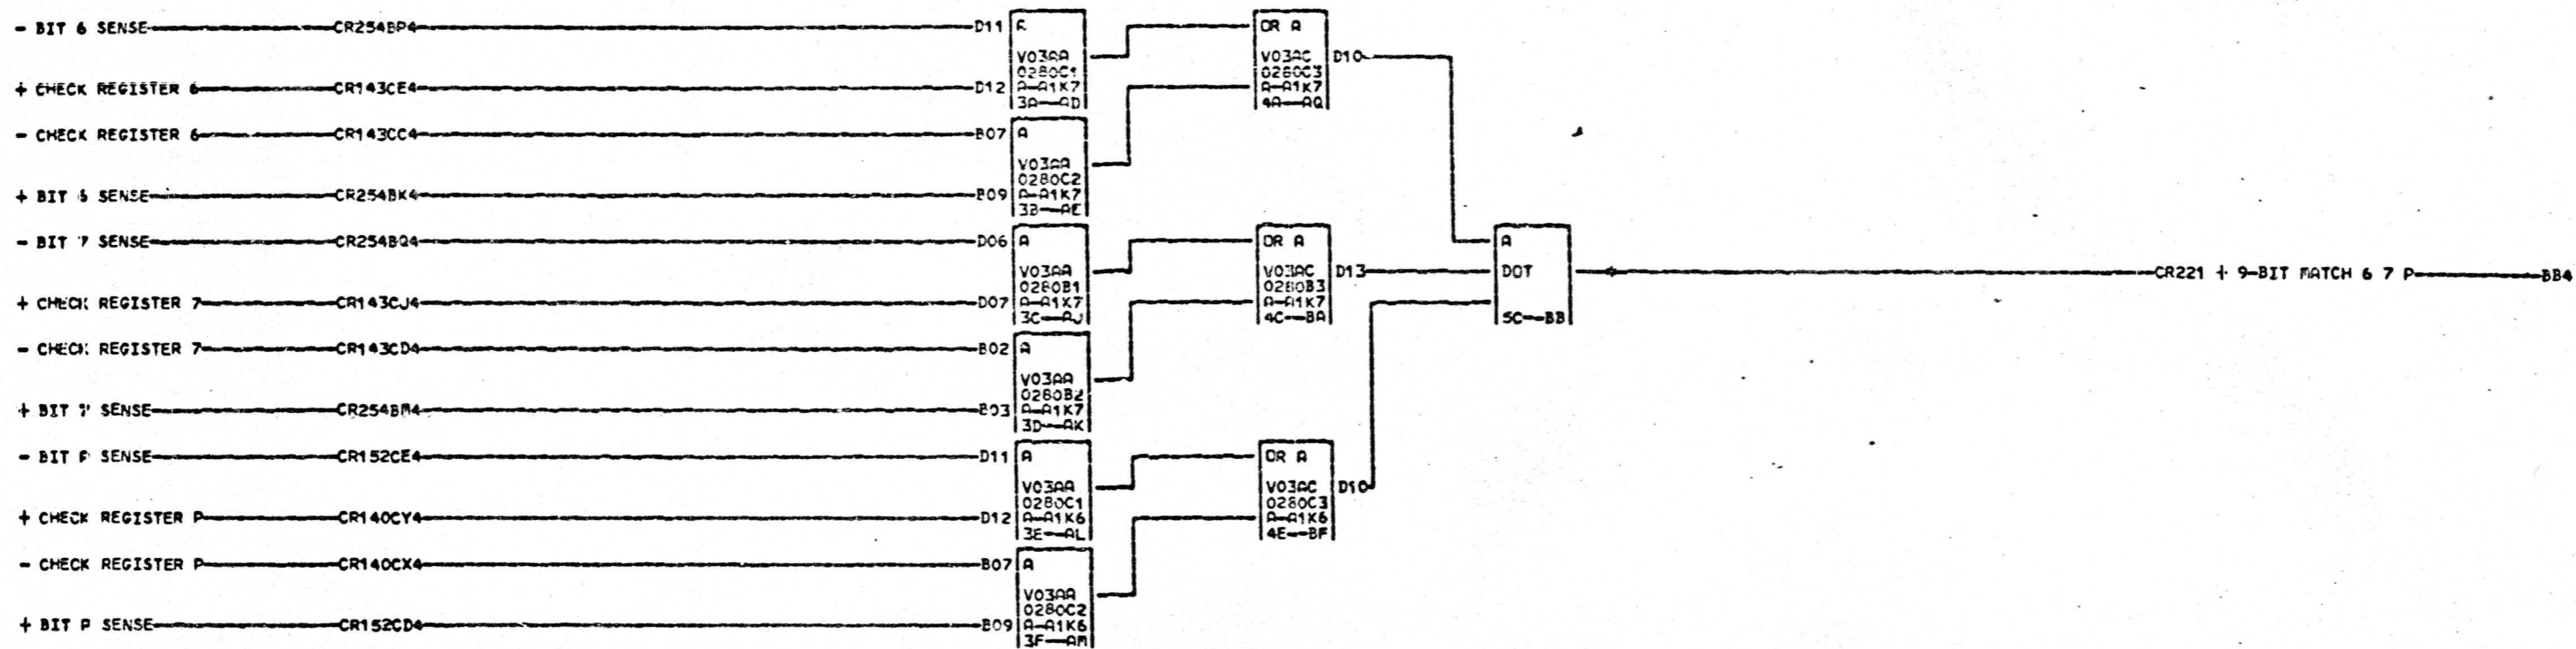 - BIT 6 SENSE CR254BP4 D11
+ CHECK REGISTER 6 CR143CE4 D12
- CHECK REGISTER 6 CR143CC4 B07
+ BIT 6 SENSE CR254BK4 B09
- BIT 7 SENSE CR254BQ4 D06
+ CHECK REGISTER 7 CR143CJ4 D07
- CHECK REGISTER 7 CR143CD4 B02
+ BIT 7 SENSE CR254BM4 B03
- BIT P SENSE CR152CE4 D11
+ CHECK REGISTER P CR140CY4 D12
- CHECK REGISTER P CR140CX4 B07
+ BIT P SENSE CR152CD4 B09
A
V03AA
0280C1
A-A1K7
3A--AD
A
V03AA
0280C2
A-A1K7
3B--AE
A
V03AA
0280B1
A-A1K7
3C--AJ
A
V03AA
0280B2
A-A1K7
3D--AK
A
V03AA
0280C1
A-A1K6
3E--AL
A
V03AA
0280C2
A-A1K6
3F--AM
OR A
V03AC D10
0280C3
A-A1K7
4A--AQ
OR A
V03AC D13
0280B3
A-A1K7
4C--BA
OR A
V03AC D10
0280C3
A-A1K6
4E--BF
A
DOT
5C--BB
CR221 + 9-BIT MATCH 6 7 P BB4